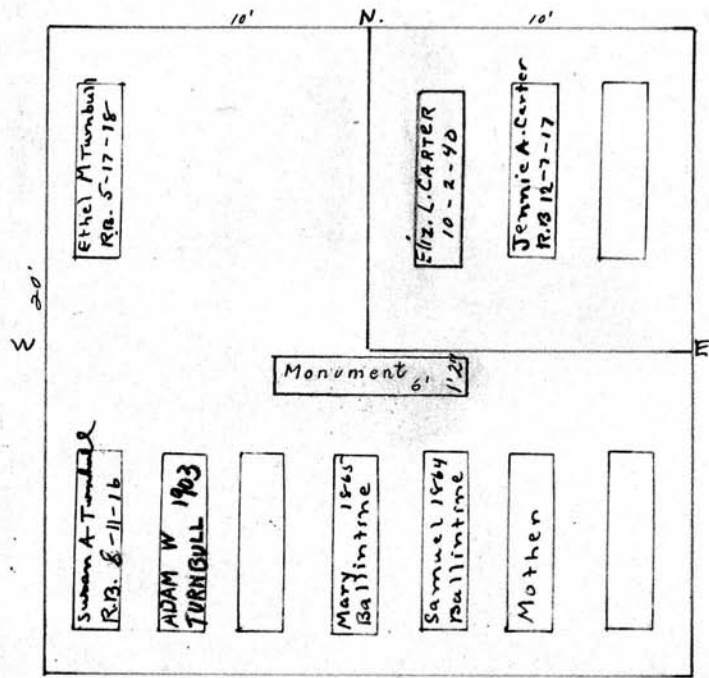 10' N. 10'
Ethel M Turnbull
R.B. 5-17-18
Eliz. L. CARTER
10-2-40
Jennie A. Carter
R.B 12-7-17
20'
W
E
Monument 6' 1'2"
Susan A Turnbull
R.B. 8-11-16
ADAM W
TURNBULL 1903
Mary 1865
Ballintine
Samuel 1864
Ballintine
Mother